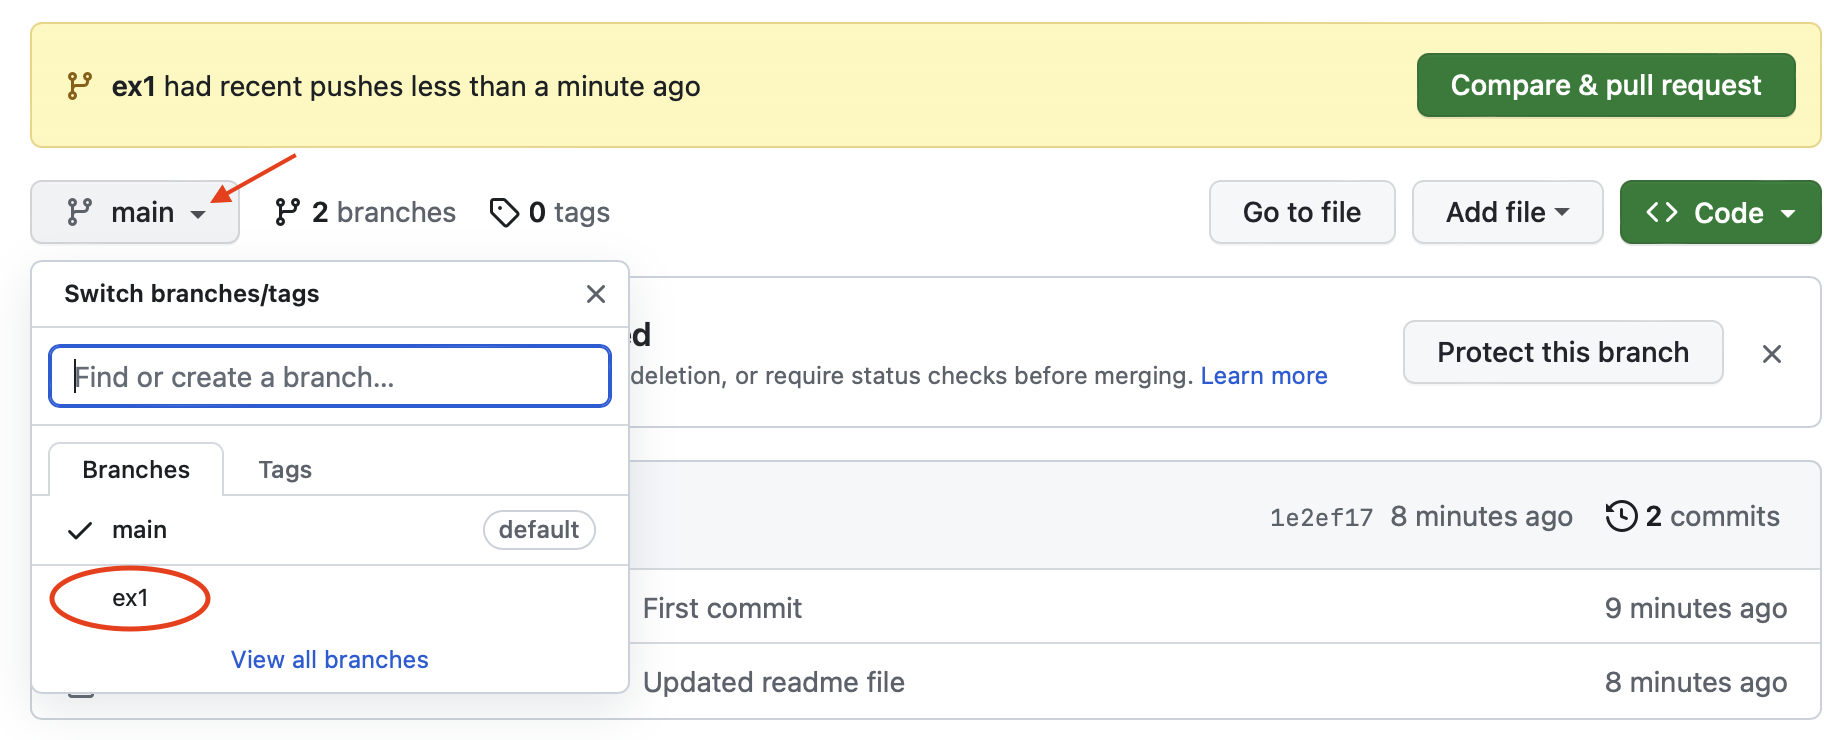 ex1 had recent pushes less than a minute ago
Compare & pull request
main
2 branches
0 tags
Go to file
Add file
Code
Switch branches/tags
Find or create a branch...
Branches
Tags
main
default
ex1
View all branches
deletion, or require status checks before merging. Learn more
Protect this branch
1e2ef17 8 minutes ago
2 commits
First commit
9 minutes ago
Updated readme file
8 minutes ago